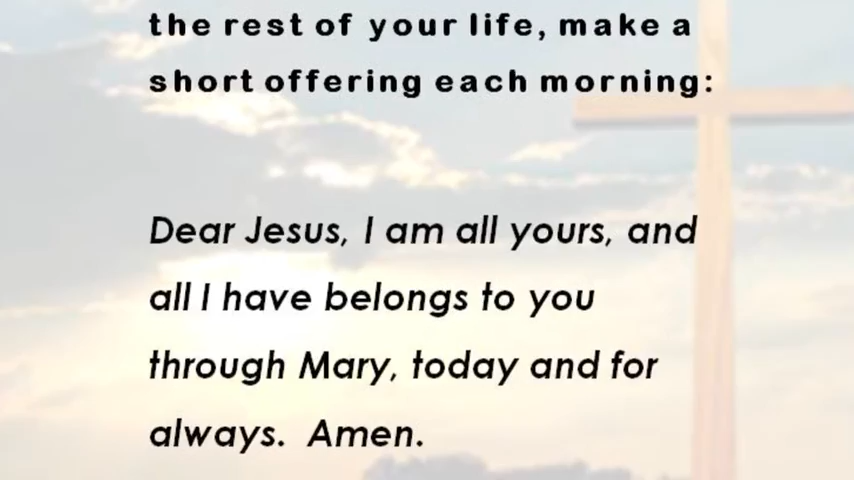 the rest of your life, make a
short offering each morning:
Dear Jesus, I am all yours, and
all I have belongs to you
through Mary, today and for
always.  Amen.